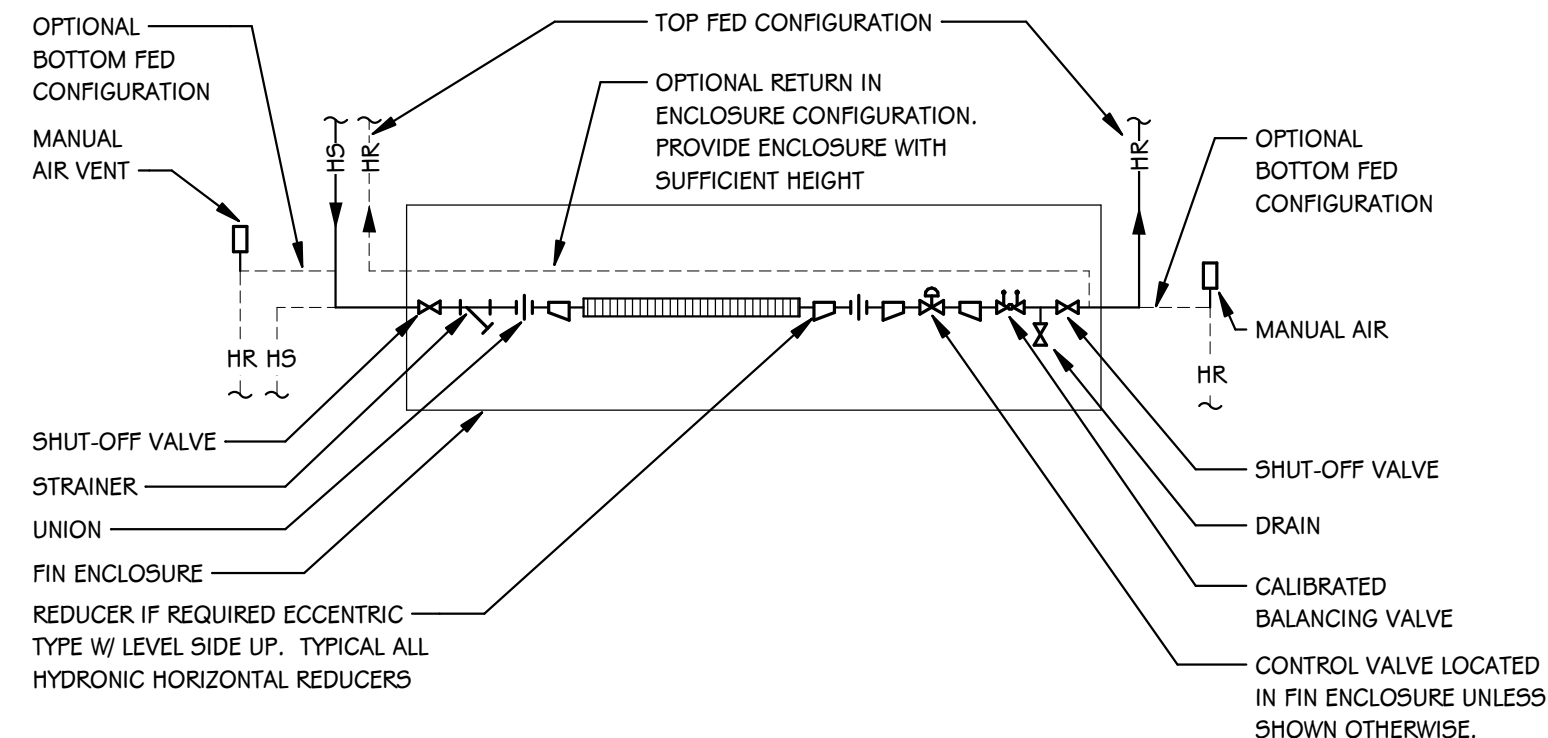 OPTIONAL
BOTTOM FED
CONFIGURATION
MANUAL
AIR VENT
TOP FED CONFIGURATION
OPTIONAL RETURN IN
ENCLOSURE CONFIGURATION.
PROVIDE ENCLOSURE WITH
SUFFICIENT HEIGHT
HS
HR
HR
OPTIONAL
BOTTOM FED
CONFIGURATION
MANUAL AIR
HR HS
HR
SHUT-OFF VALVE
STRAINER
UNION
FIN ENCLOSURE
REDUCER IF REQUIRED ECCENTRIC
TYPE W/ LEVEL SIDE UP. TYPICAL ALL
HYDRONIC HORIZONTAL REDUCERS
SHUT-OFF VALVE
DRAIN
CALIBRATED
BALANCING VALVE
CONTROL VALVE LOCATED
IN FIN ENCLOSURE UNLESS
SHOWN OTHERWISE.